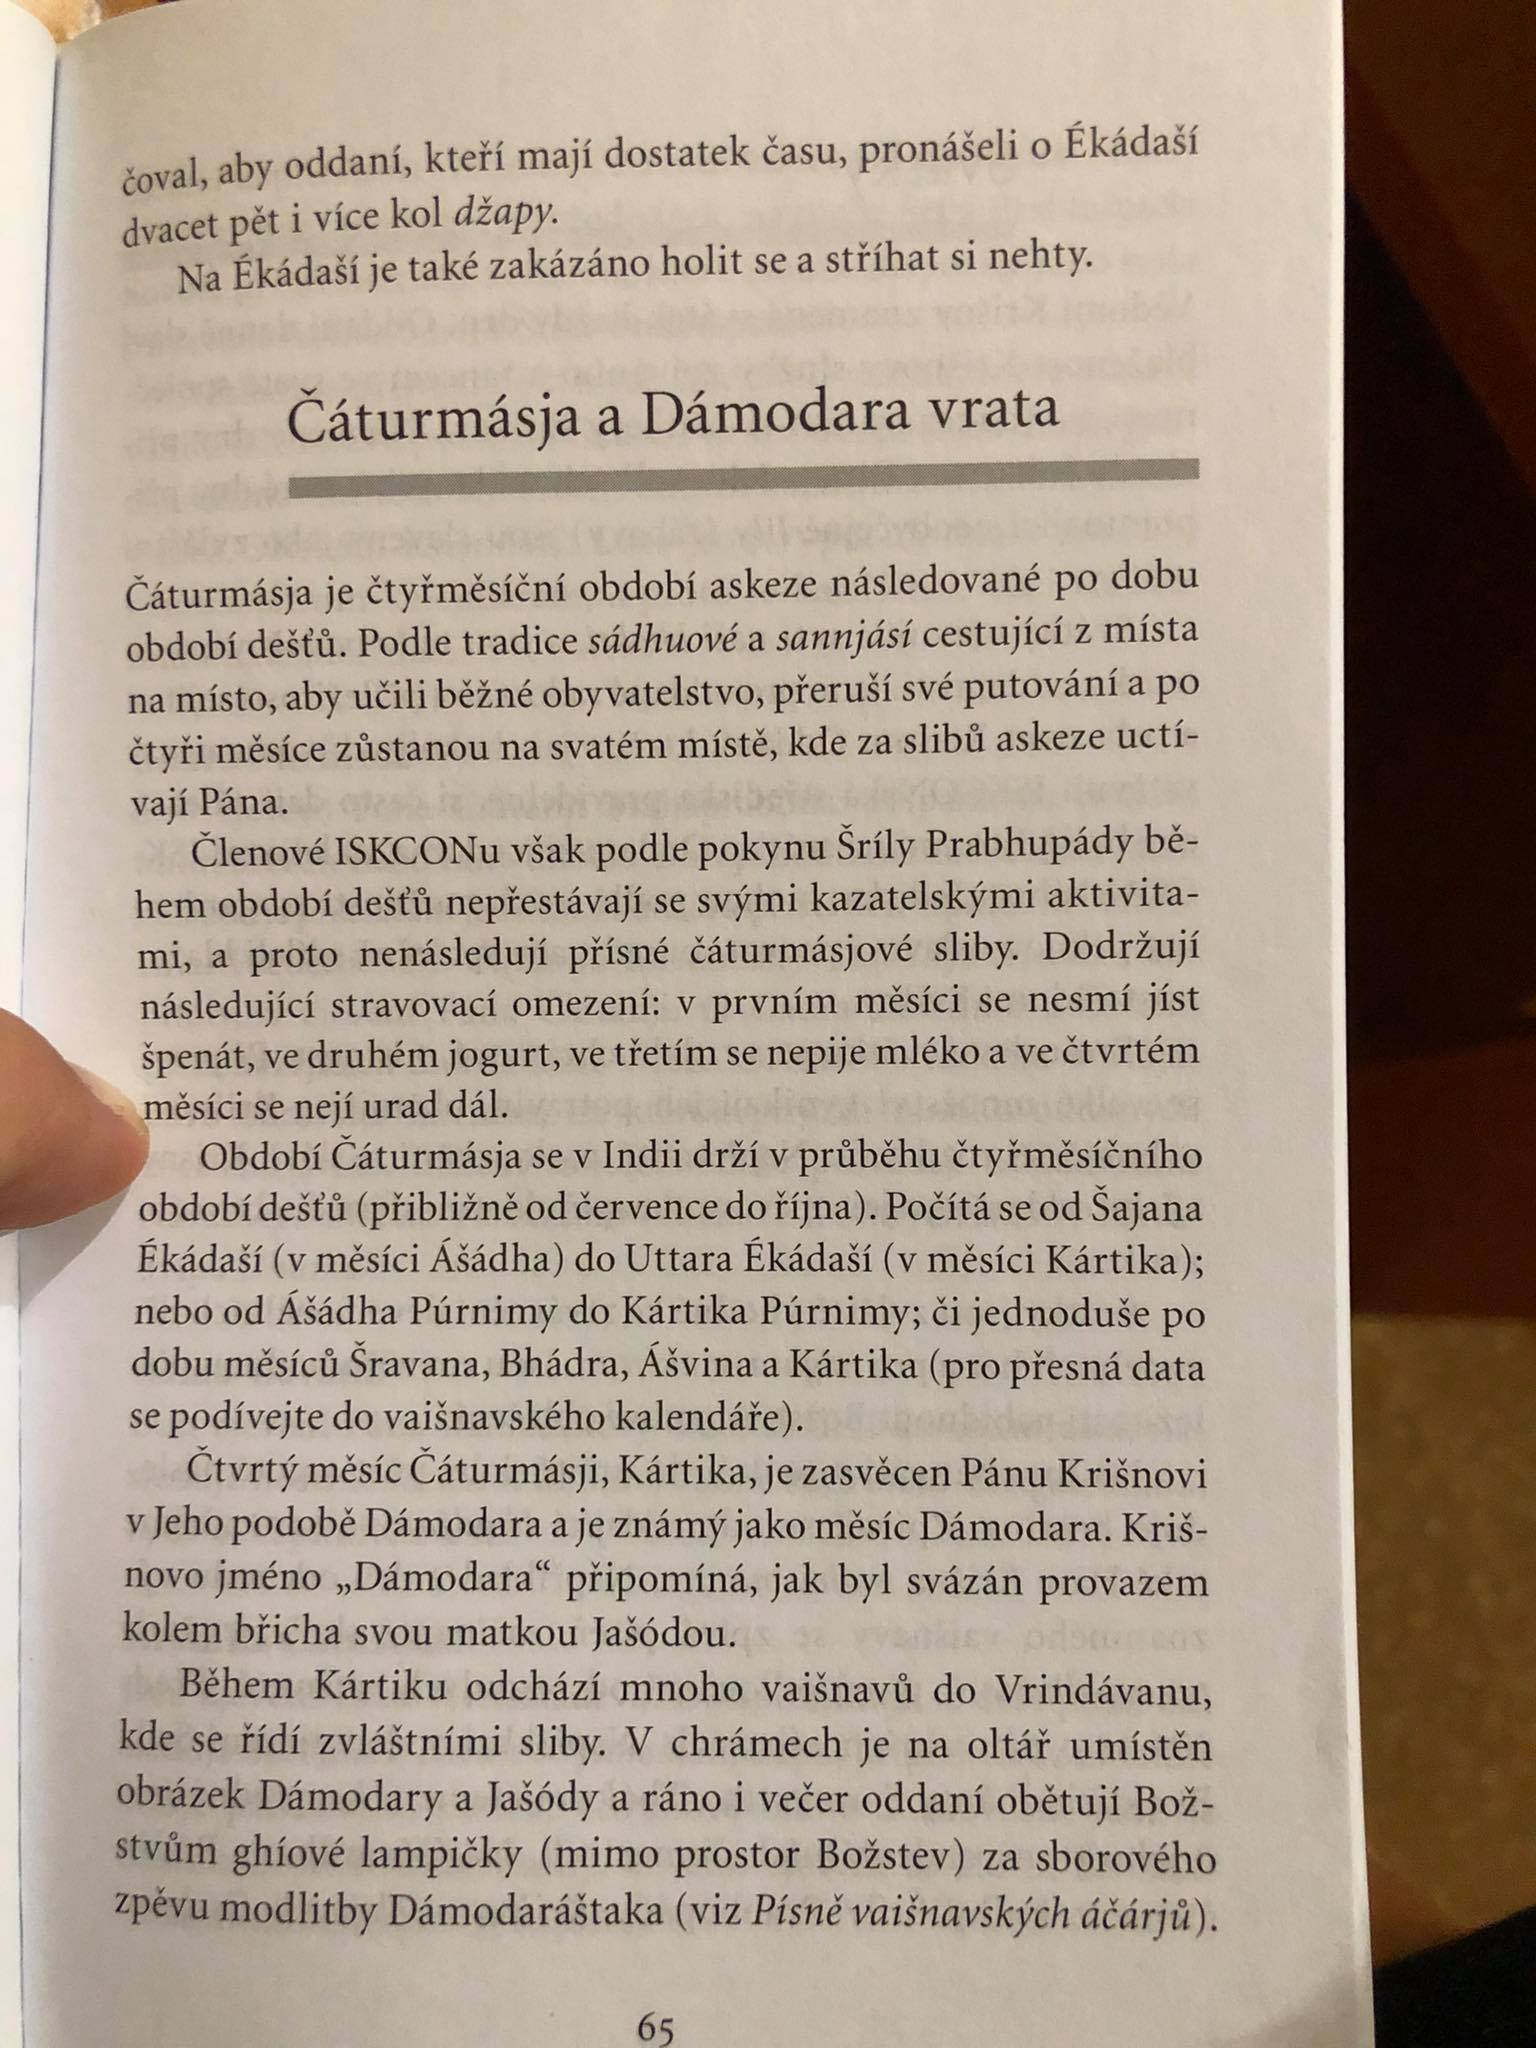 čoval, aby oddaní, kteří mají dostatek času, pronášeli o Ékádaší
dvacet pět i více kol džapy.
Na Ékádaší je také zakázáno holit se a stříhat si nehty.
Čáturmásja a Dámodara vrata
Čáturmásja je čtyřměsíční období askeze následované po dobu
období dešťů. Podle tradice sádhuové a sannjásí cestující z místa
na místo, aby učili běžné obyvatelstvo, přeruší své putování a po
čtyři měsíce zůstanou na svatém místě, kde za slibů askeze uctí-
vají Pána.
Členové ISKCONu však podle pokynu Šríly Prabhupády bě-
hem období dešťů nepřestávají se svými kazatelskými aktivita-
mi, a proto nenásledují přísné čáturmásjové sliby. Dodržují
následující stravovací omezení: v prvním měsíci se nesmí jíst
špenát, ve druhém jogurt, ve třetím se nepije mléko a ve čtvrtém
měsíci se nejí urad dál.
Období Čáturmásja se v Indii drží v průběhu čtyřměsíčního
období dešťů (přibližně od července do října). Počítá se od Šajana
Ékádaší (v měsíci Ášádha) do Uttara Ékádaší (v měsíci Kártika);
nebo od Ášádha Púrnimy do Kártika Púrnimy; či jednoduše po
dobu měsíců Šravana, Bhádra, Ášvina a Kártika (pro přesná data
se podívejte do vaišnavského kalendáře).
Čtvrtý měsíc Čáturmásji, Kártika, je zasvěcen Pánu Krišnovi
v Jeho podobě Dámodara a je známý jako měsíc Dámodara. Kriš-
novo jméno „Dámodara“ připomíná, jak byl svázán provazem
kolem břicha svou matkou Jašódou.
Během Kártiku odchází mnoho vaišnavů do Vrindávanu,
kde se řídí zvláštními sliby. V chrámech je na oltář umístěn
obrázek Dámodary a Jašódy a ráno i večer oddaní obětují Bož-
stvům ghíové lampičky (mimo prostor Božstev) za sborového
zpěvu modlitby Dámodaráštaka (viz Písně vaišnavských áčárjů).
65